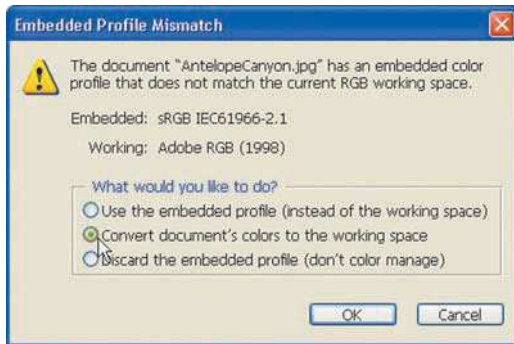 Embedded Profile Mismatch
The document “AntelopeCanyon.jpg” has an embedded color
profile that does not match the current RGB working space.
Embedded: sRGB IEC61966-2.1
Working: Adobe RGB (1998)
What would you like to do?
Use the embedded profile (instead of the working space)
Convert document's colors to the working space
Discard the embedded profile (don't color manage)
OK Cancel